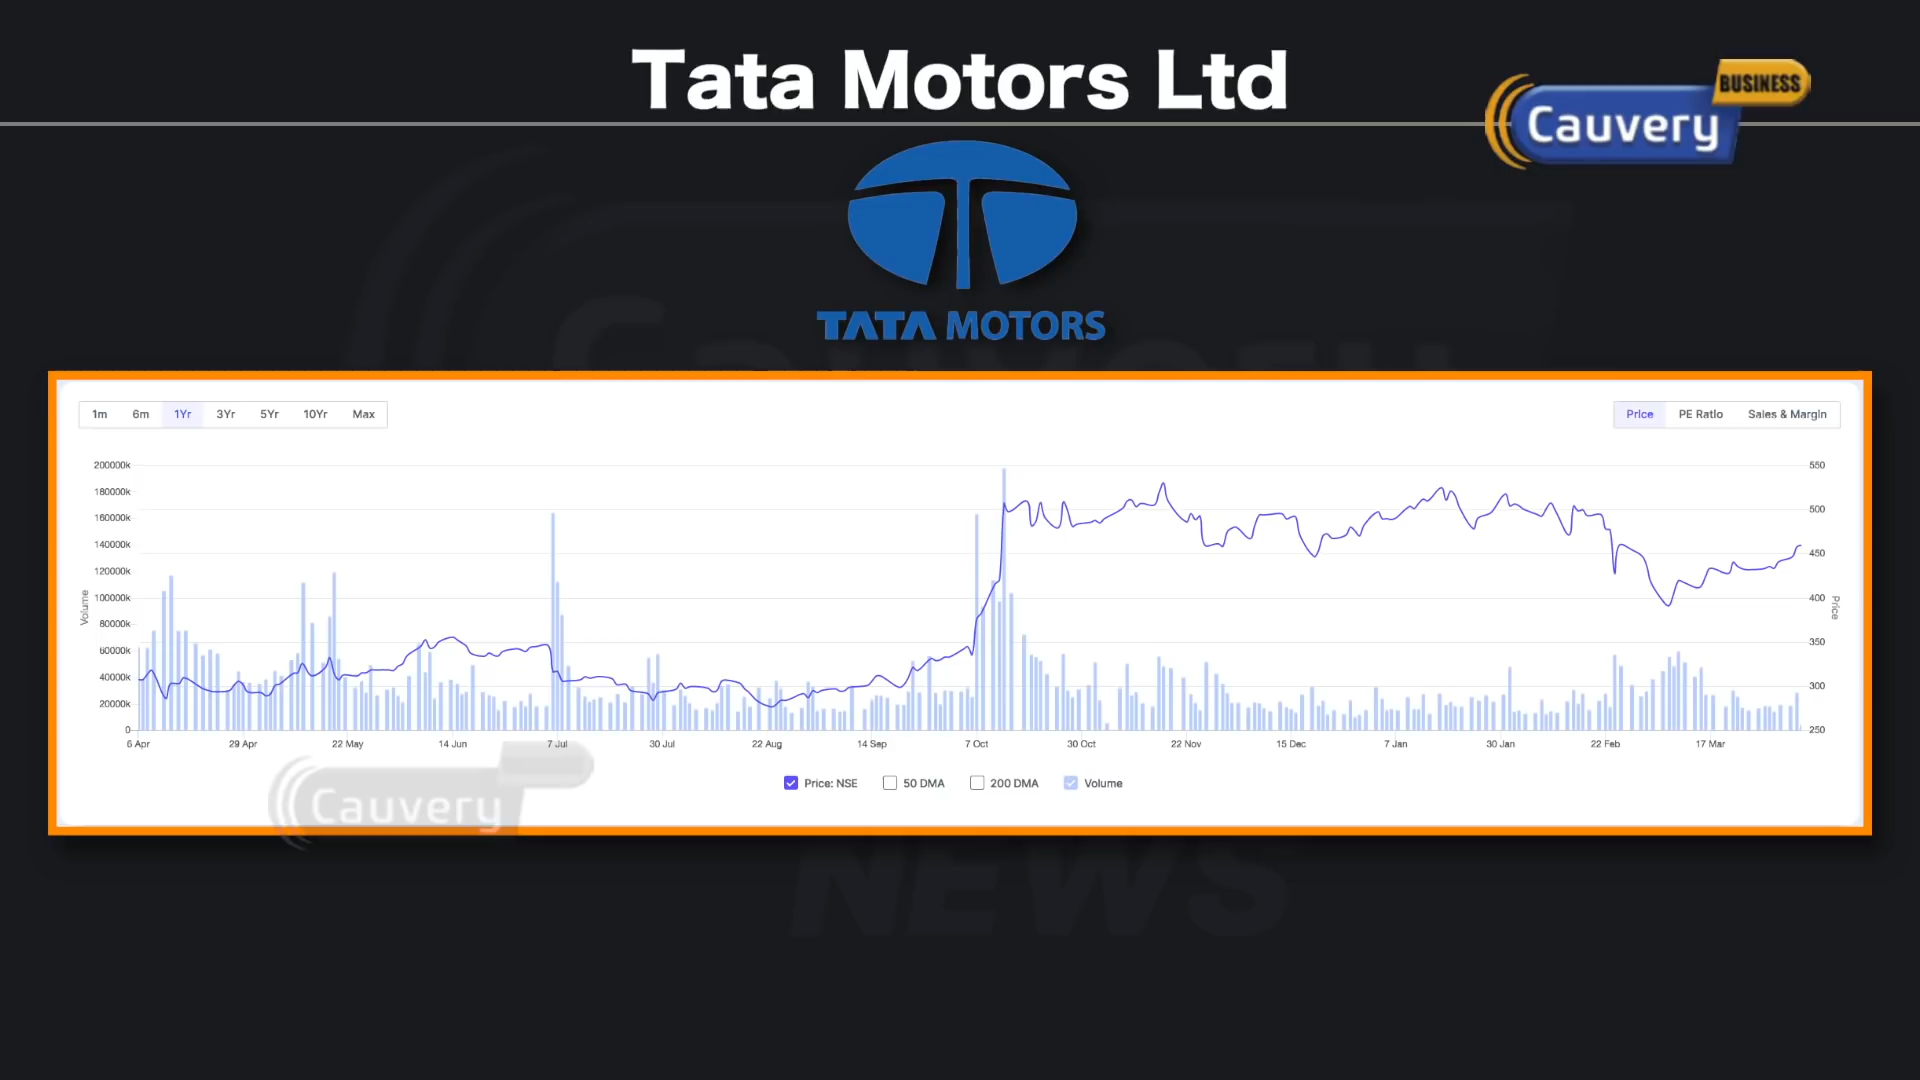 Tata Motors Ltd
BUSINESS
Cauvery
TATA MOTORS
1m 6m 1Yr 3Yr 5Yr 10Yr Max
Price PE Ratio Sales & Margin
200000k
180000k
160000k
140000k
120000k
100000k
80000k
60000k
40000k
20000k
0
Volume
550
500
450
400
350
300
250
Price
6 Apr 29 Apr 22 May 14 Jun 7 Jul 30 Jul 22 Aug 14 Sep 7 Oct 30 Oct 22 Nov 15 Dec 7 Jan 30 Jan 22 Feb 17 Mar
Price: NSE 50 DMA 200 DMA Volume
Cauvery
Cauvery
NEWS